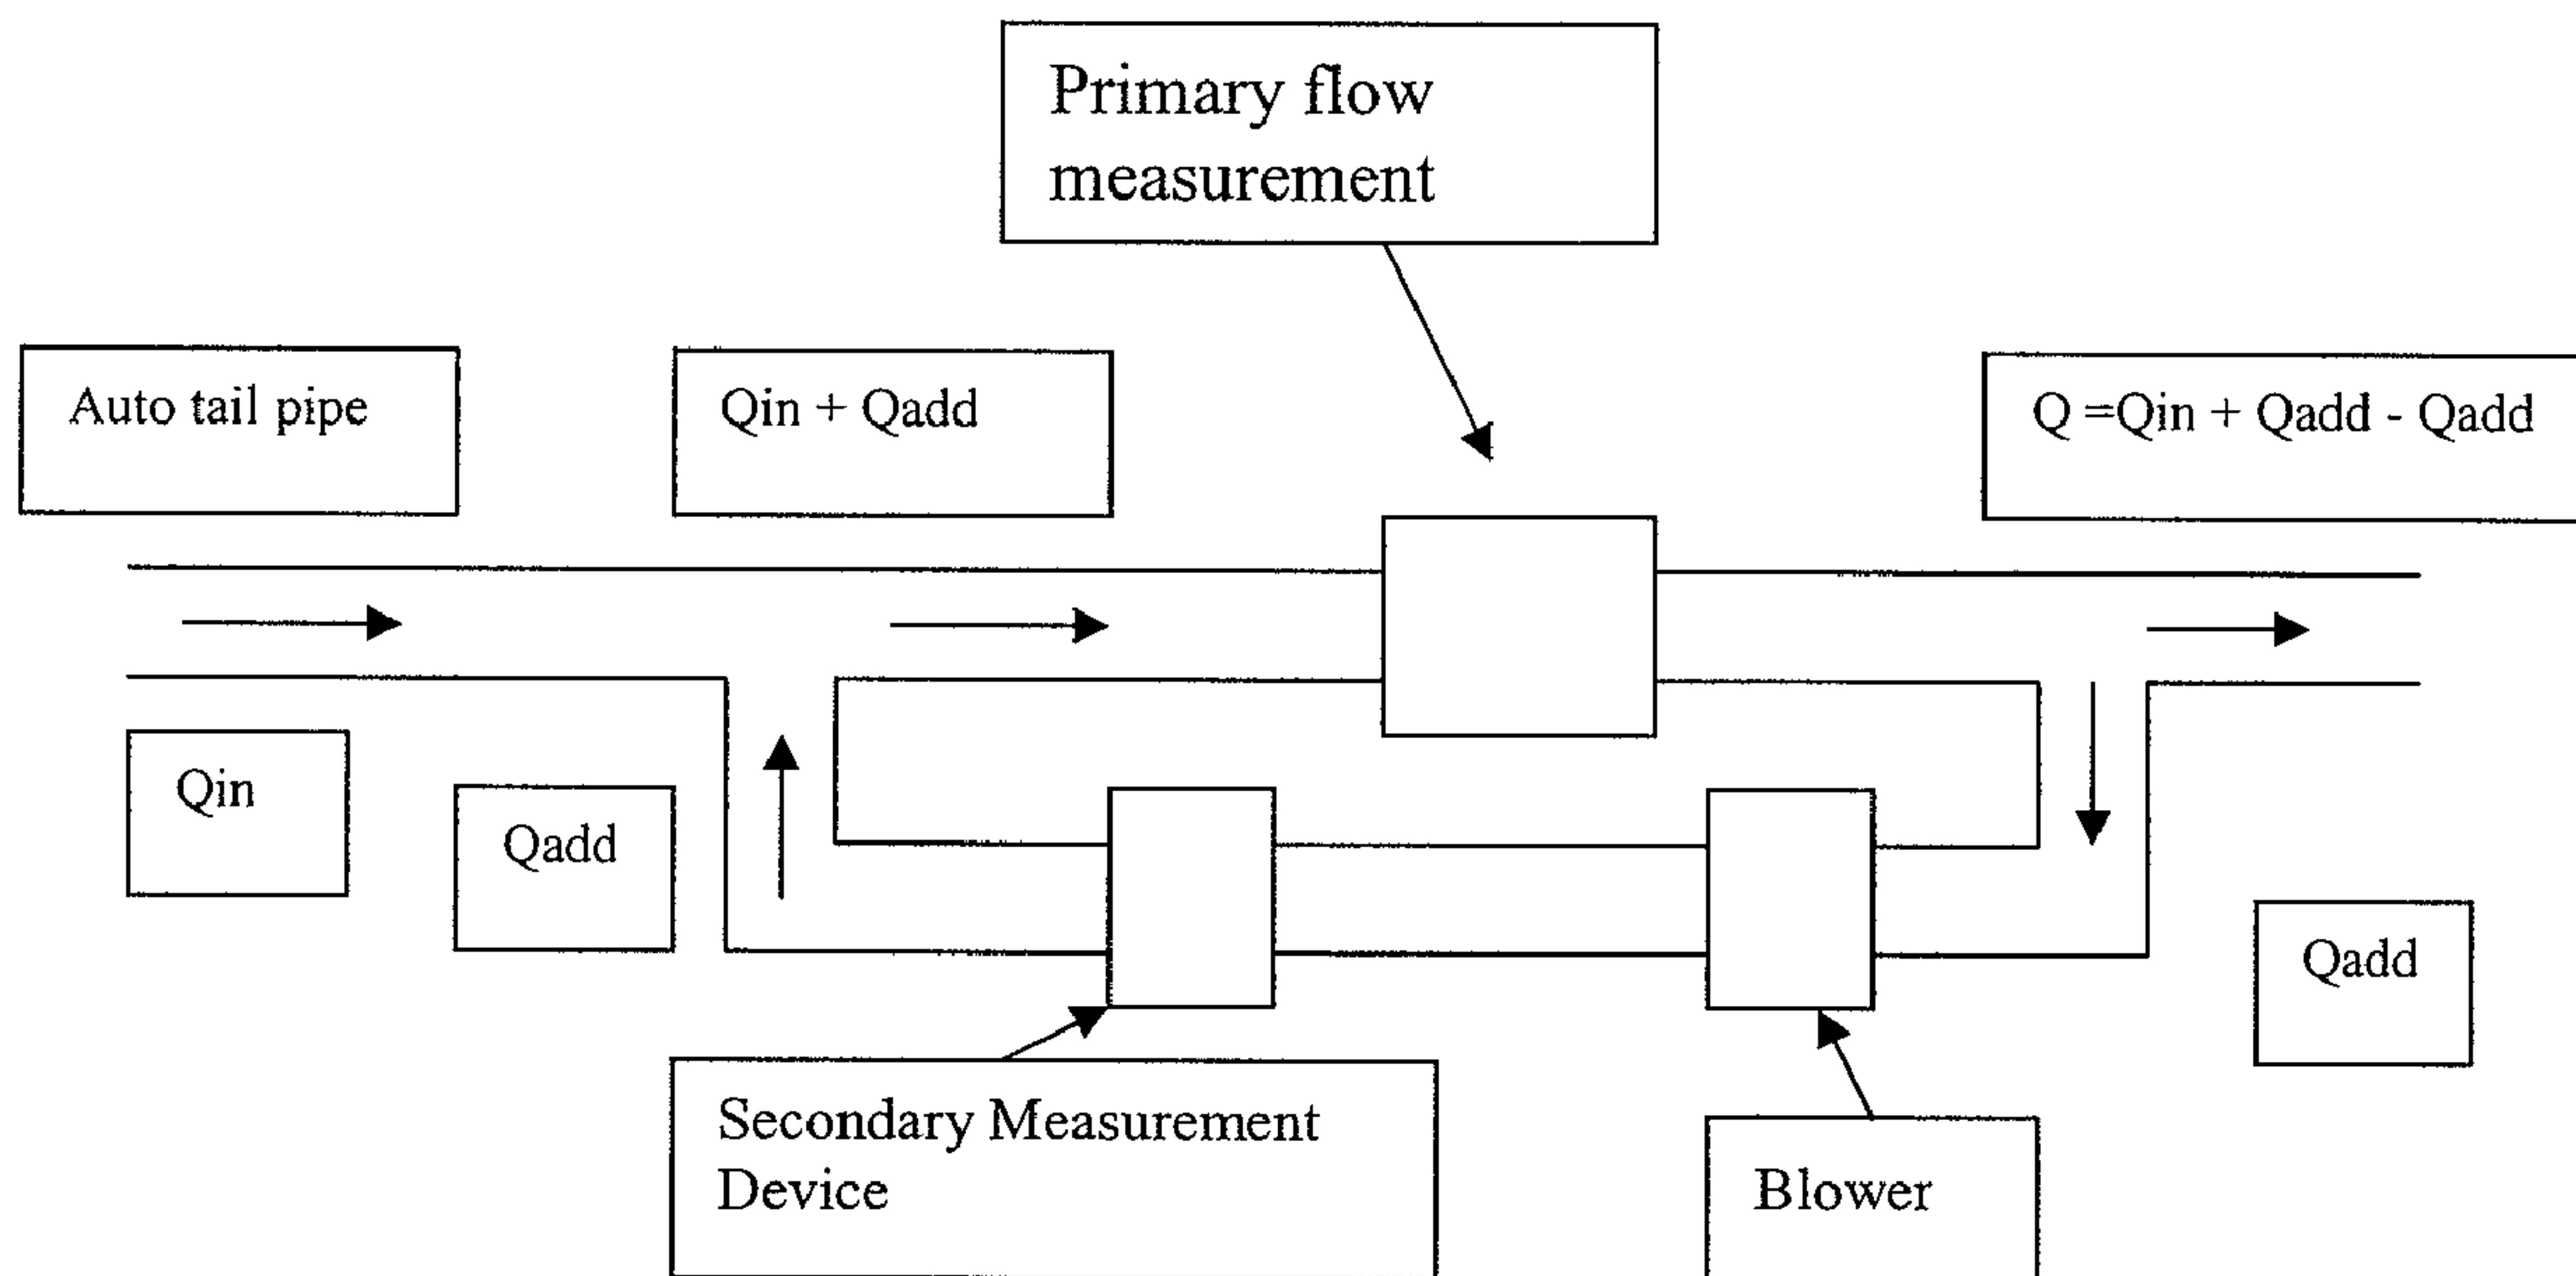 Primary flow
measurement
Auto tail pipe
Qin + Qadd
Q =Qin + Qadd - Qadd
Qin
Qadd
Qadd
Secondary Measurement
Device
Blower